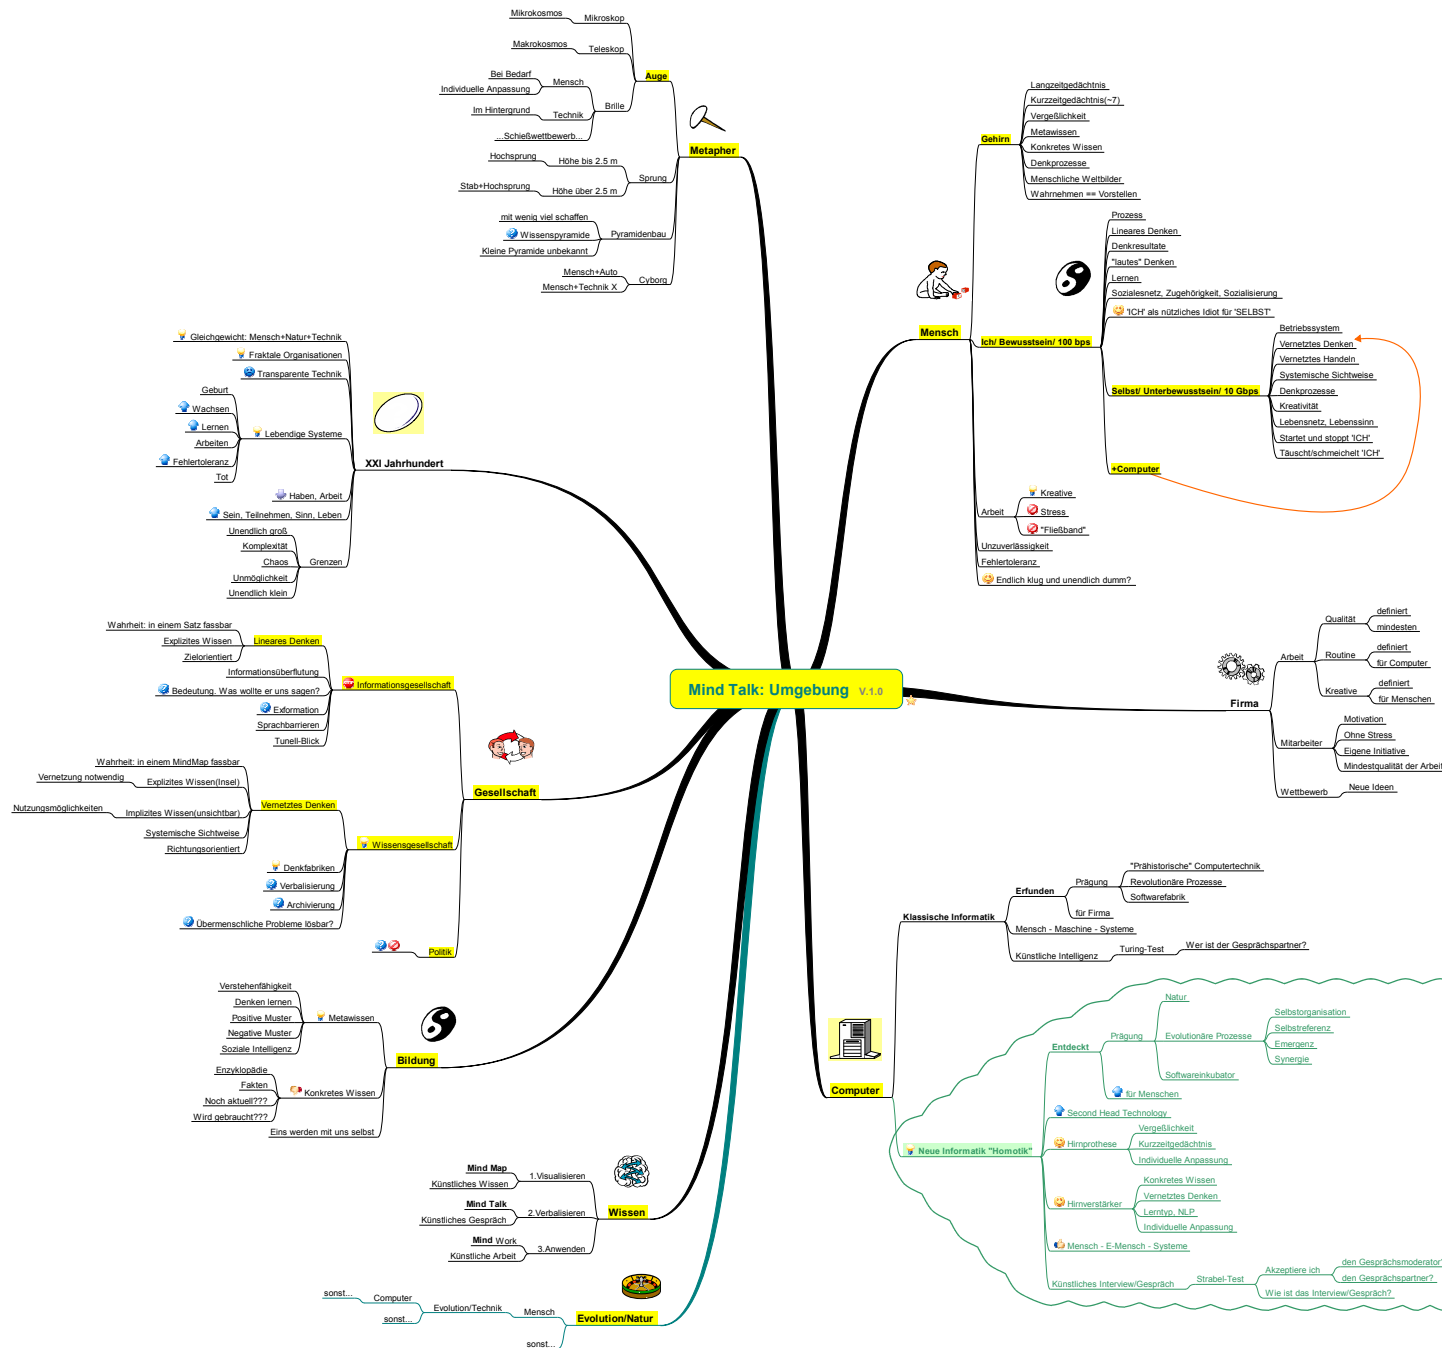 Mind Talk: Umgebung V.1.0
Metapher
Auge
Mikroskop
Mikrokosmos
Teleskop
Makrokosmos
Brille
Mensch
Bei Bedarf
Individuelle Anpassung
Technik
Im Hintergrund
...Schießwettbewerb...
Sprung
Höhe bis 2.5 m
Hochsprung
Höhe über 2.5 m
Stab+Hochsprung
Pyramidenbau
mit wenig viel schaffen
Wissenspyramide
Kleine Pyramide unbekannt
Cyborg
Mensch+Auto
Mensch+Technik X
XXI Jahrhundert
Gleichgewicht: Mensch+Natur+Technik
Fraktale Organisationen
Transparente Technik
Lebendige Systeme
Geburt
Wachsen
Lernen
Arbeiten
Fehlertoleranz
Tot
Haben, Arbeit
Sein, Teilnehmen, Sinn, Leben
Grenzen
Unendlich groß
Komplexität
Chaos
Unmöglichkeit
Unendlich klein
Gesellschaft
Informationsgesellschaft
Lineares Denken
Wahrheit: in einem Satz fassbar
Explizites Wissen
Zielorientiert
Informationsüberflutung
Bedeutung. Was wollte er uns sagen?
Exformation
Sprachbarrieren
Tunell-Blick
Wissensgesellschaft
Vernetztes Denken
Wahrheit: in einem MindMap fassbar
Explizites Wissen(Insel)
Vernetzung notwendig
Implizites Wissen(unsichtbar)
Nutzungsmöglichkeiten
Systemische Sichtweise
Richtungsorientiert
Denkfabriken
Verbalisierung
Archivierung
Übermenschliche Probleme lösbar?
Politik
Bildung
Metawissen
Verstehenfähigkeit
Denken lernen
Positive Muster
Negative Muster
Soziale Intelligenz
Konkretes Wissen
Enzyklopädie
Fakten
Noch aktuell???
Wird gebraucht???
Eins werden mit uns selbst
Wissen
1.Visualisieren
Mind Map
Künstliches Wissen
2.Verbalisieren
Mind Talk
Künstliches Gespräch
3.Anwenden
Mind Work
Künstliche Arbeit
Evolution/Natur
Mensch
Evolution/Technik
Computer
sonst...
sonst...
sonst...
Mensch
Gehirn
Langzeitgedächtnis
Kurzzeitgedächtnis(~7)
Vergeßlichkeit
Metawissen
Konkretes Wissen
Denkprozesse
Menschliche Weltbilder
Wahrnehmen == Vorstellen
Ich/ Bewusstsein/ 100 bps
Prozess
Lineares Denken
Denkresultate
"lautes" Denken
Lernen
Sozialesnetz, Zugehörigkeit, Sozialisierung
'ICH' als nützliches Idiot für 'SELBST'
Selbst/ Unterbewusstsein/ 10 Gbps
Betriebssystem
Vernetztes Denken
Vernetztes Handeln
Systemische Sichtweise
Denkprozesse
Kreativität
Lebensnetz, Lebenssinn
Startet und stoppt 'ICH'
Täuscht/schmeichelt 'ICH'
+Computer
Arbeit
Kreative
Stress
"Fließband"
Unzuverlässigkeit
Fehlertoleranz
Endlich klug und unendlich dumm?
Firma
Arbeit
Qualität
definiert
mindesten
Routine
definiert
für Computer
Kreative
definiert
für Menschen
Mitarbeiter
Motivation
Ohne Stress
Eigene Initiative
Mindestqualität der Arbeit
Wettbewerb
Neue Ideen
Computer
Klassische Informatik
Erfunden
Prägung
"Prähistorische" Computertechnik
Revolutionäre Prozesse
Softwarefabrik
für Firma
Mensch - Maschine - Systeme
Künstliche Intelligenz
Turing-Test
Wer ist der Gesprächspartner?
Neue Informatik "Homotik"
Entdeckt
Prägung
Natur
Evolutionäre Prozesse
Selbstorganisation
Selbstreferenz
Emergenz
Synergie
Softwareinkubator
für Menschen
Second Head Technology
Hirnprothese
Vergeßlichkeit
Kurzzeitgedächtnis
Individuelle Anpassung
Hirnverstärker
Konkretes Wissen
Vernetztes Denken
Lerntyp, NLP
Individuelle Anpassung
Mensch - E-Mensch - Systeme
Künstliches Interview/Gespräch
Strabel-Test
Akzeptiere ich
den Gesprächsmoderator?
den Gesprächspartner?
Wie ist das Interview/Gespräch?